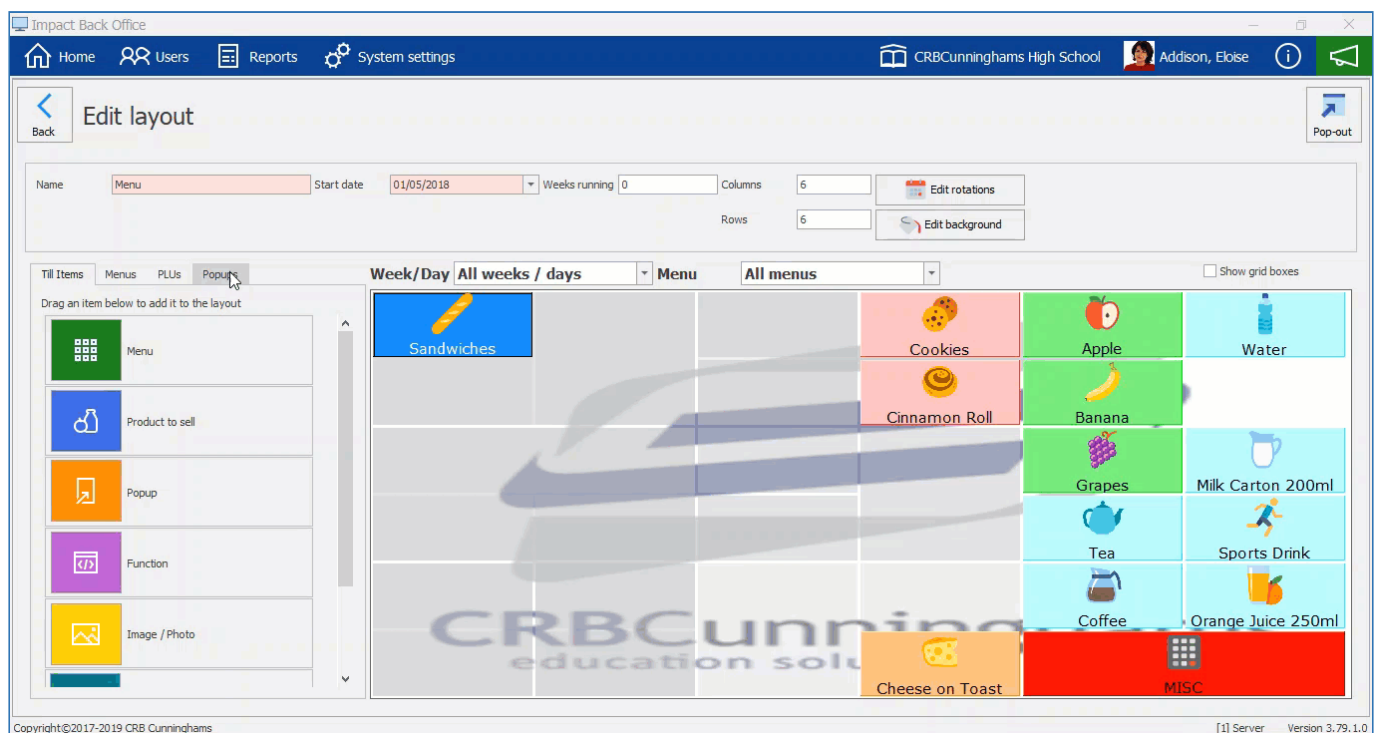 Impact Back Office
Home Users Reports System settings CRBCunninghams High School Addison, Eloise
Back Edit layout Pop-out
Name Menu Start date 01/05/2018 Weeks running 0 Columns 6 Edit rotations
Rows 6 Edit background
Till Items Menus PLUs Popups Week/Day All weeks / days Menu All menus Show grid boxes
Drag an item below to add it to the layout
Menu
Product to sell
Popup
Function
Image / Photo
Sandwiches Cookies Apple Water
Cinnamon Roll Banana
Grapes Milk Carton 200ml
Tea Sports Drink
Coffee Orange Juice 250ml
Cheese on Toast MISC
CRBCunning
education solu
Copyright©2017-2019 CRB Cunninghams [1] Server Version 3.79.1.0